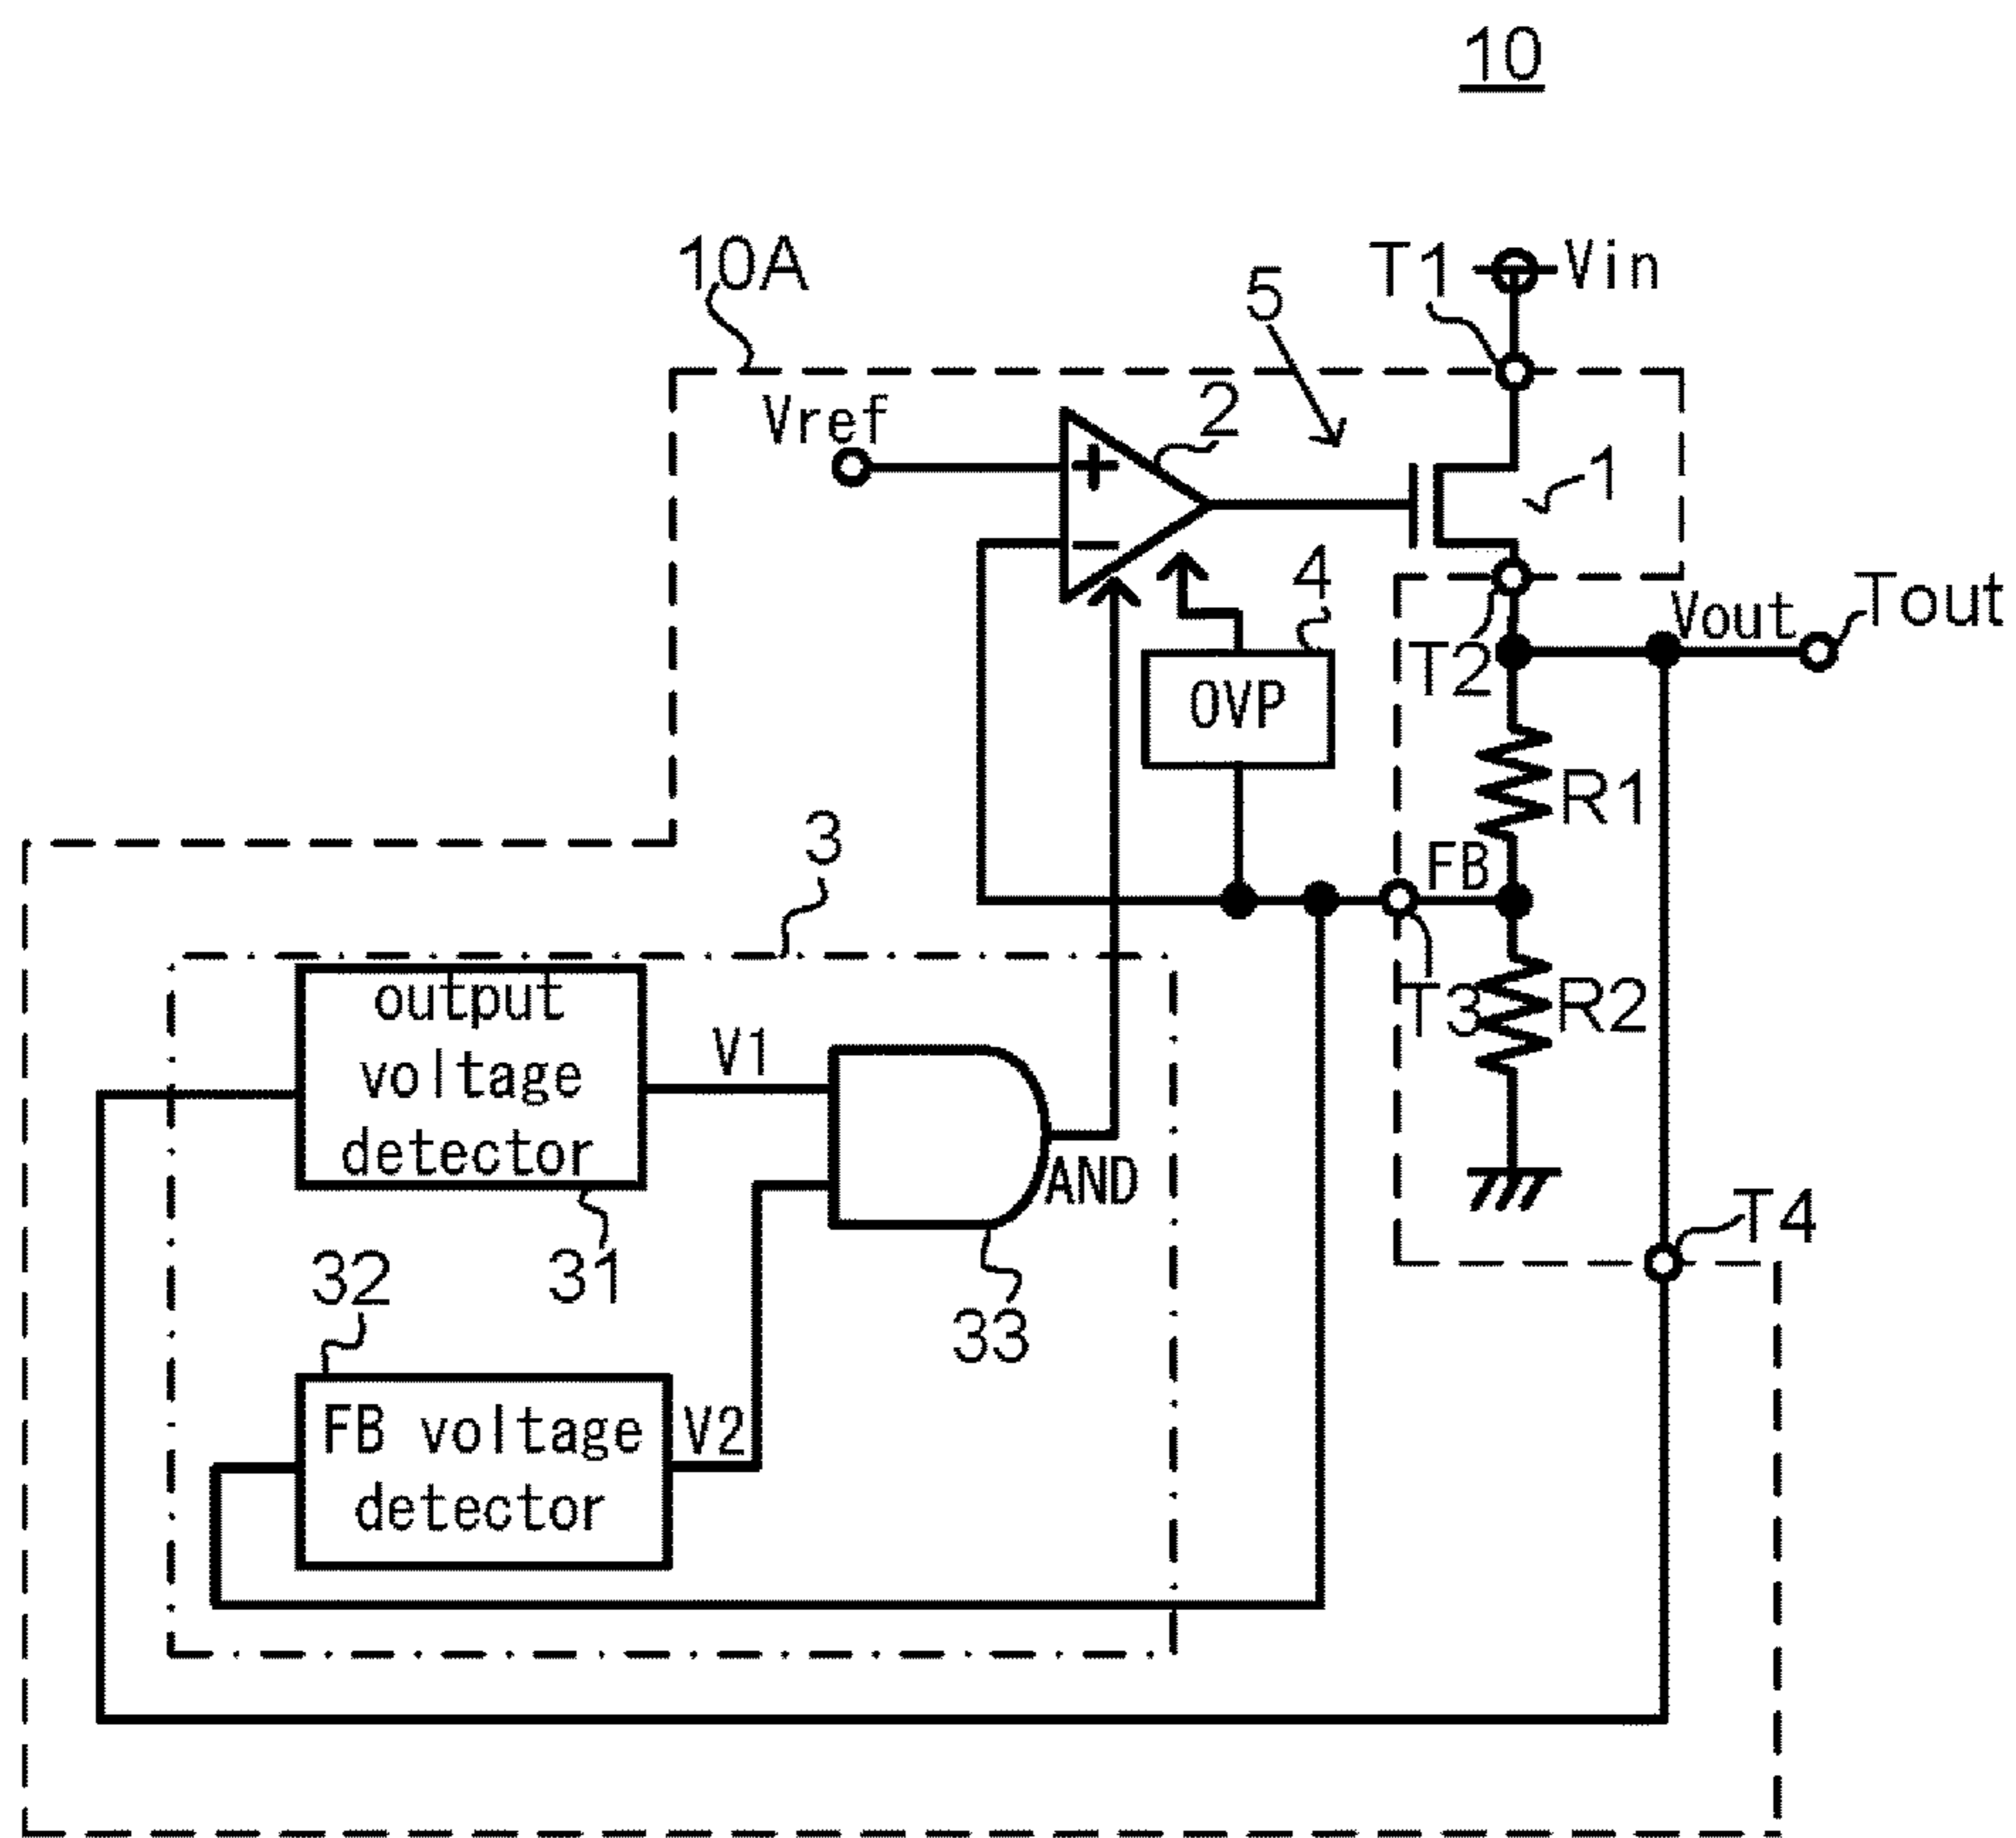 10
10A
T1
Vin
5
Vref
2
+
1
−
4
Vout
Tout
T2
OVP
R1
3
FB
output
voltage
detector
V1
T3
R2
AND
T4
31
32
33
FB voltage
detector
V2